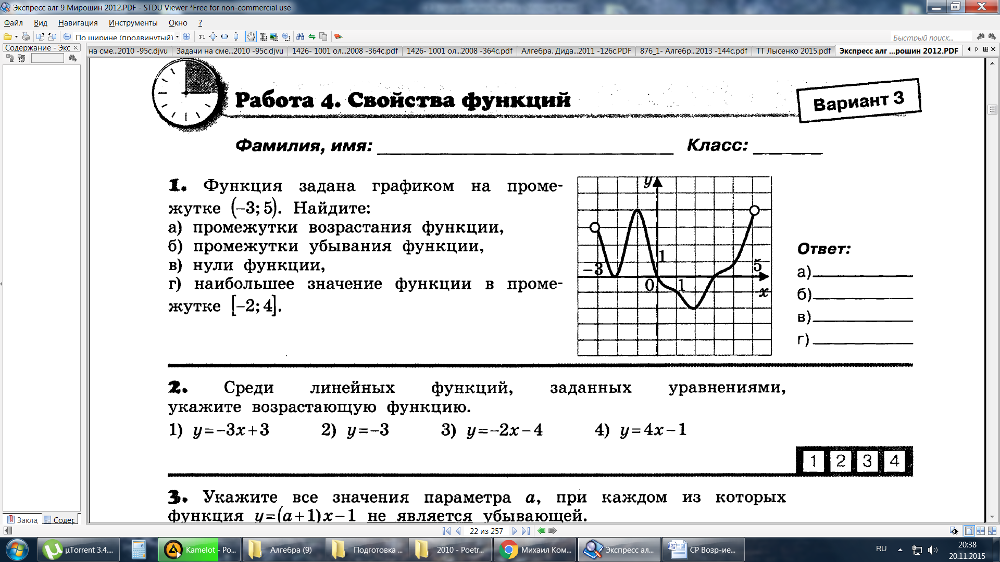 Экспресс алг 9 Мирошин 2012.PDF - STDU Viewer *Free for non-commercial use
Файл Вид Навигация Инструменты Окно ?
По ширине (продвинутый) 1:1 Быстрый поиск...
Содержание - Экс
на сме...2010 -95c.djvu Задачи на сме...2010 -95c.djvu 1426- 1001 ол...2008 -364c.pdf 1426- 1001 ол...2008 -364c.pdf Алгебра. Дида...2011 -126c.PDF 876_1- Алгебр...2013 -144c.pdf ТТ Лысенко 2015.pdf Экспресс алг ...рошин 2012.PDF
Работа 4. Свойства функций
Вариант 3
Фамилия, имя: Класс:
1. Функция задана графиком на проме-
жутке (–3; 5). Найдите:
а) промежутки возрастания функции,
б) промежутки убывания функции,
в) нули функции,
г) наибольшее значение функции в проме-
жутке [–2; 4].
y
1
–3
5
0
1
x
Ответ:
а)
б)
в)
г)
2. Среди линейных функций, заданных уравнениями,
укажите возрастающую функцию.
1) y=–3x+3 2) y=–3 3) y=–2x–4 4) y=4x–1
1 2 3 4
3. Укажите все значения параметра a, при каждом из которых
функция y=(a+1)x–1 не является убывающей.
Закла, Содер
22 из 257
µTorrent 3.4.... Kamelot - Po... Алгебра (9) Подготовка ... 2010 - Poetr... Михаил Ком... Экспресс ал... СР Возр-ие... RU 20:38
20.11.2015